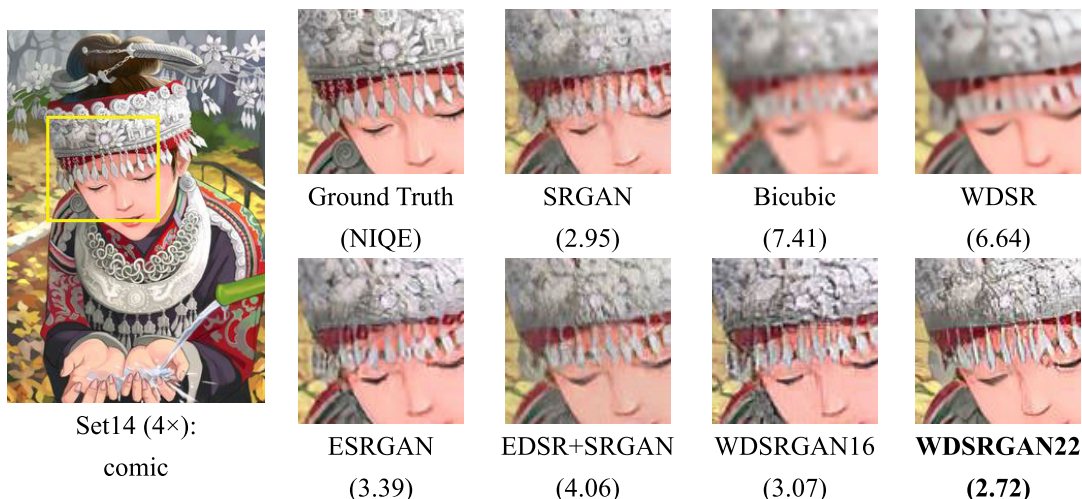 Ground Truth
(NIQE)
SRGAN
(2.95)
Bicubic
(7.41)
WDSR
(6.64)
Set14 (4×):
comic
ESRGAN
(3.39)
EDSR+SRGAN
(4.06)
WDSRGAN16
(3.07)
WDSRGAN22
(2.72)